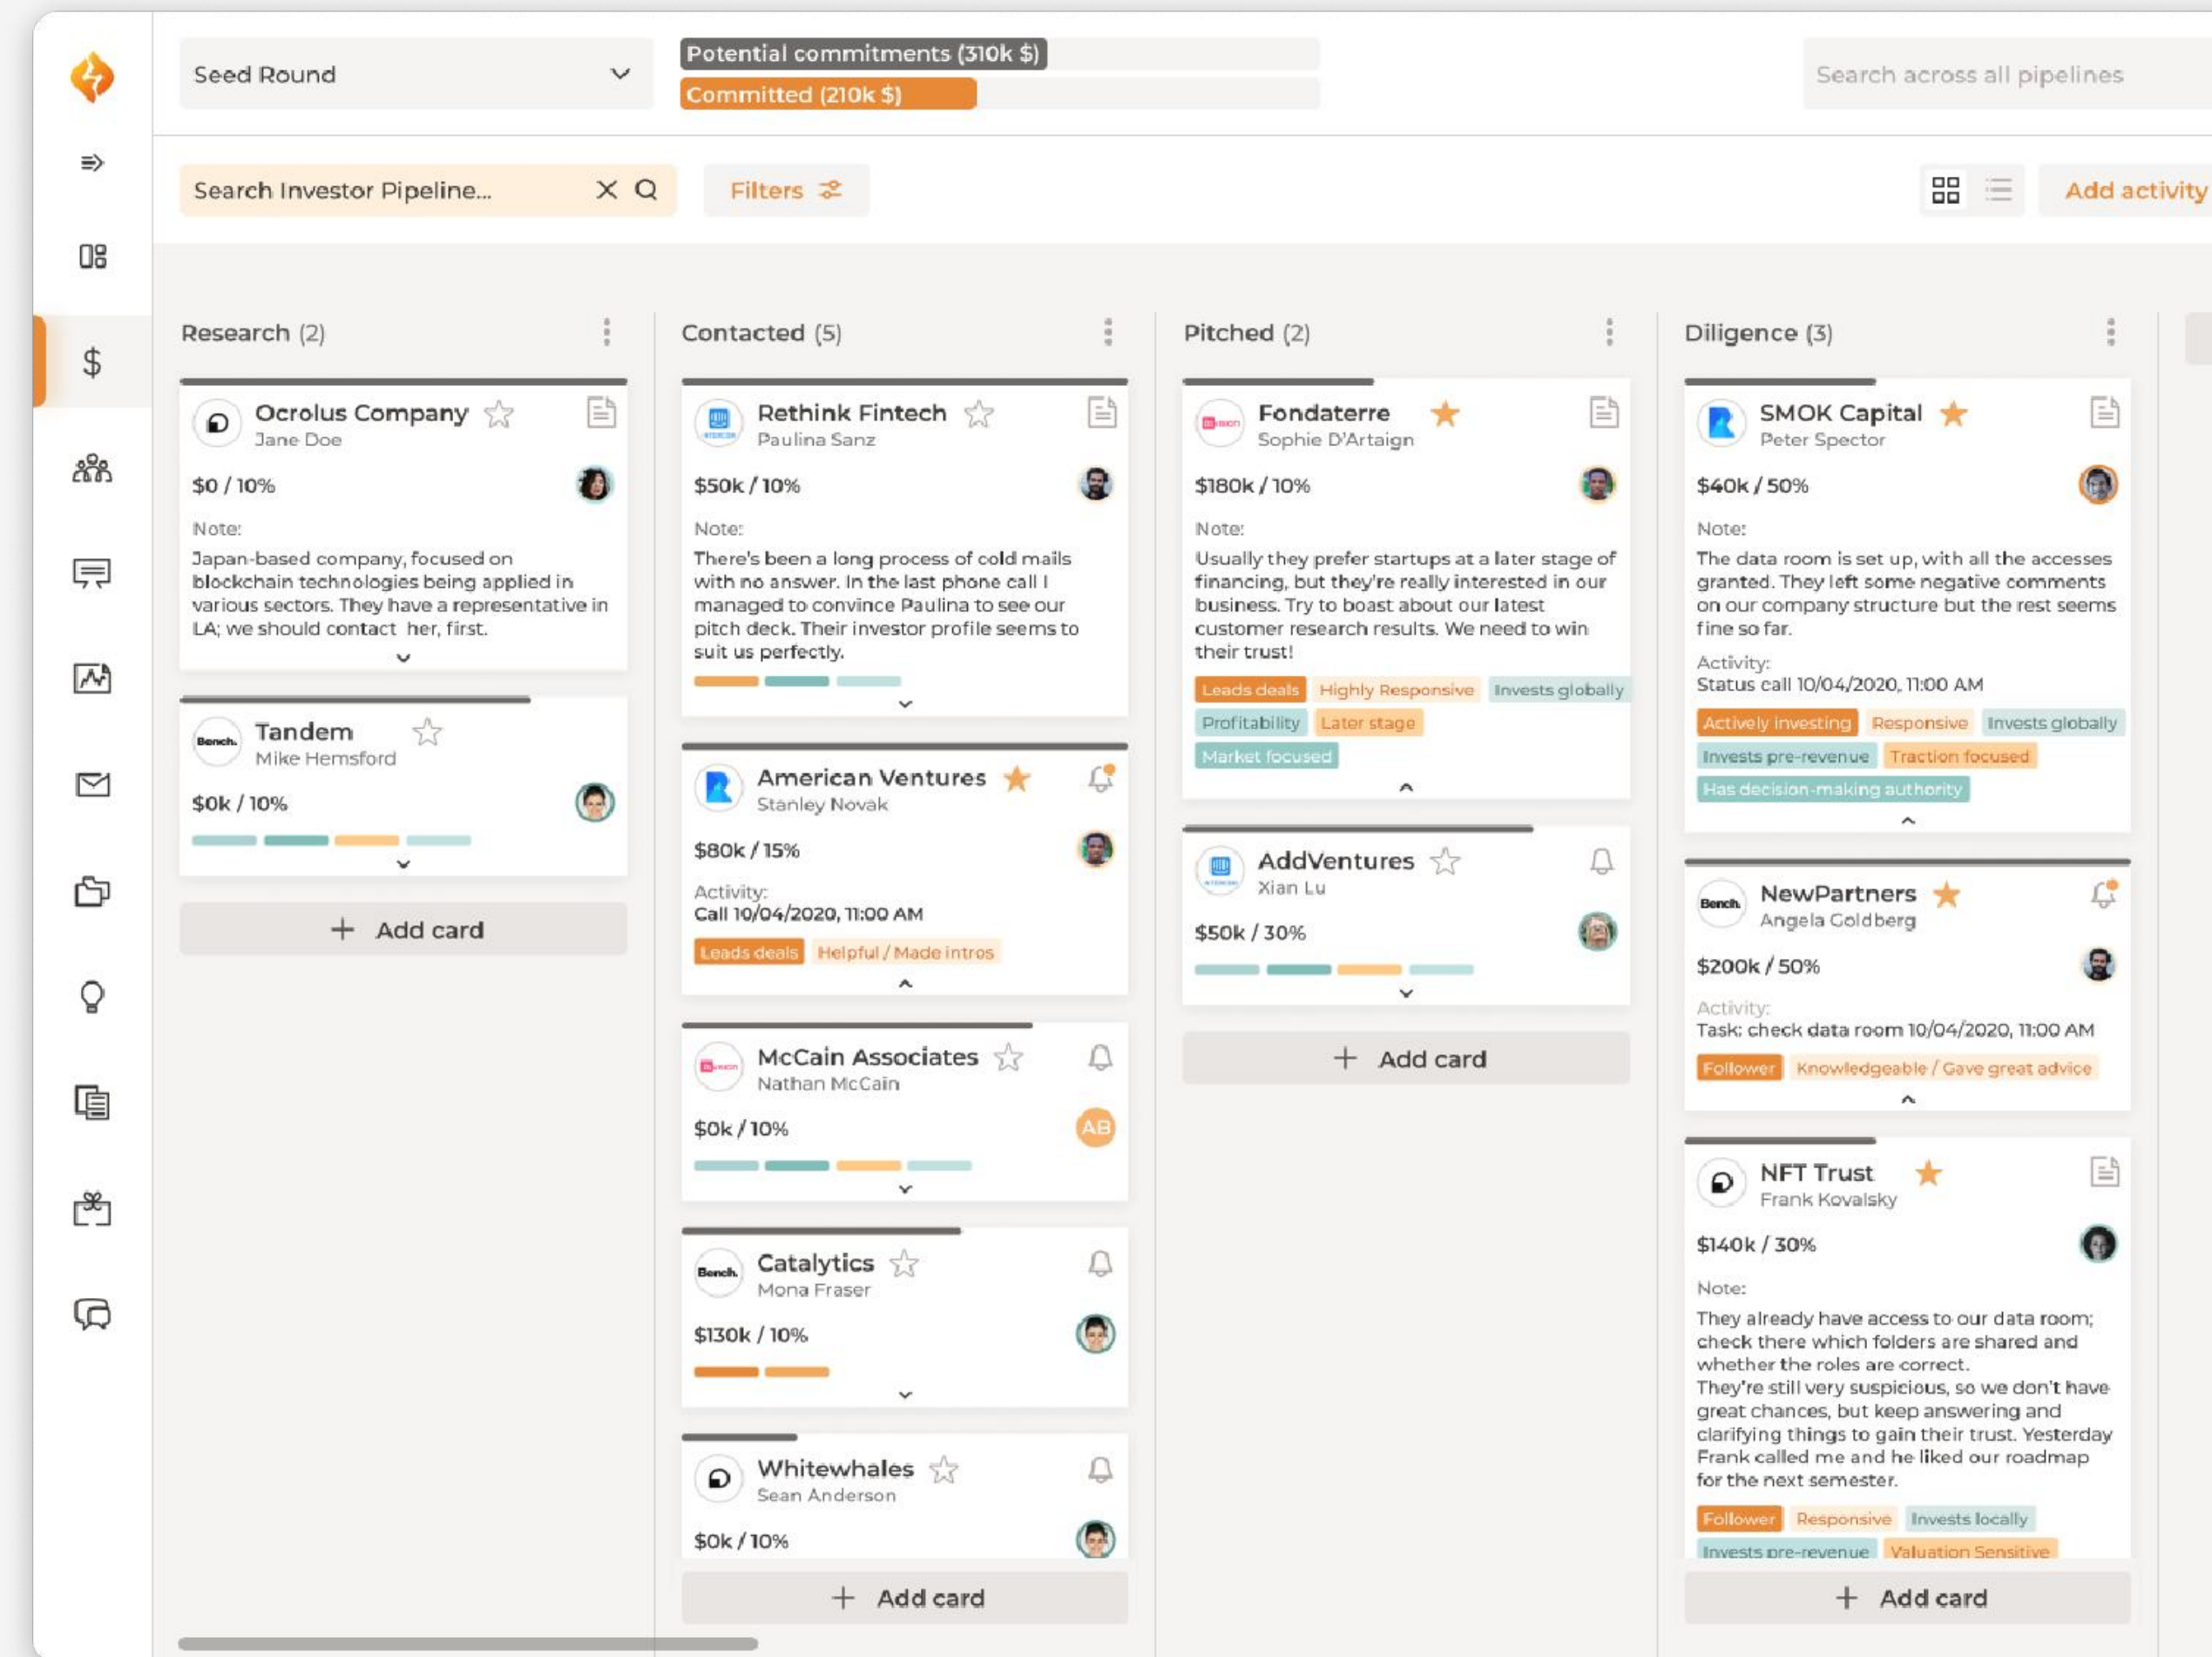 Seed Round
Potential commitments (310k $)
Committed (210k $)
Search across all pipelines
Search Investor Pipeline...
Filters
Add activity
Research (2)
Ocrolus Company
Jane Doe
$0 / 10%
Note:
Japan-based company, focused on
blockchain technologies being applied in
various sectors. They have a representative in
LA; we should contact her, first.
Bench.
Tandem
Mike Hemsford
$0k / 10%
+ Add card
Contacted (5)
Rethink Fintech
Paulina Sanz
$50k / 10%
Note:
There's been a long process of cold mails
with no answer. In the last phone call I
managed to convince Paulina to see our
pitch deck. Their investor profile seems to
suit us perfectly.
American Ventures
Stanley Novak
$80k / 15%
Activity:
Call 10/04/2020, 11:00 AM
Leads deals
Helpful / Made intros
McCain Associates
Nathan McCain
$0k / 10%
AB
Bench.
Catalytics
Mona Fraser
$130k / 10%
Whitewhales
Sean Anderson
$0k / 10%
+ Add card
Pitched (2)
Fondaterre
Sophie D'Artaign
$180k / 10%
Note:
Usually they prefer startups at a later stage of
financing, but they're really interested in our
business. Try to boast about our latest
customer research results. We need to win
their trust!
Leads deals Highly Responsive Invests globally
Profitability Later stage
Market focused
AddVentures
Xian Lu
$50k / 30%
+ Add card
Diligence (3)
SMOK Capital
Peter Spector
$40k / 50%
Note:
The data room is set up, with all the accesses
granted. They left some negative comments
on our company structure but the rest seems
fine so far.
Activity:
Status call 10/04/2020, 11:00 AM
Actively investing Responsive Invests globally
Invests pre-revenue Traction focused
Has decision-making authority
Bench.
NewPartners
Angela Goldberg
$200k / 50%
Activity:
Task: check data room 10/04/2020, 11:00 AM
Follower Knowledgeable / Gave great advice
NFT Trust
Frank Kovalsky
$140k / 30%
Note:
They already have access to our data room;
check there which folders are shared and
whether the roles are correct.
They're still very suspicious, so we don't have
great chances, but keep answering and
clarifying things to gain their trust. Yesterday
Frank called me and he liked our roadmap
for the next semester.
Follower Responsive Invests locally
Invests pre-revenue Valuation Sensitive
+ Add card